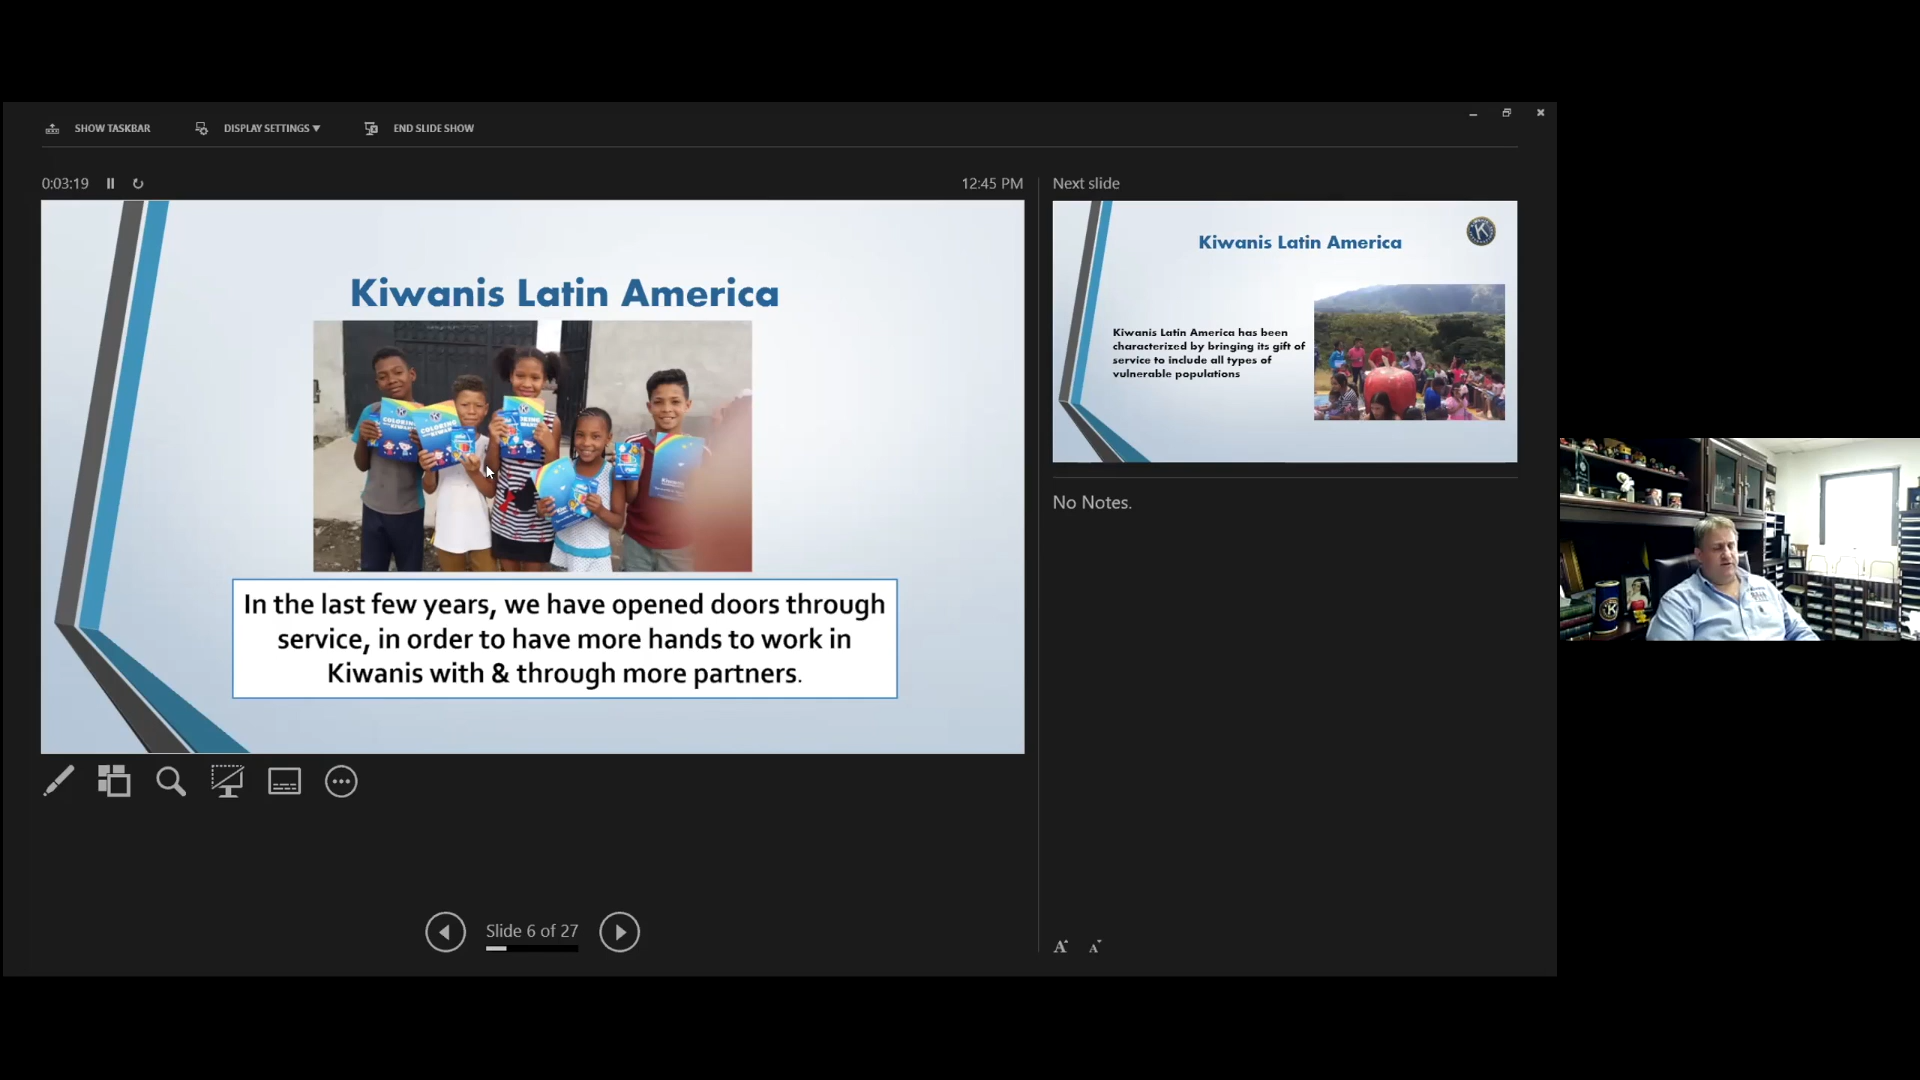 SHOW TASKBAR
DISPLAY SETTINGS ▼
END SLIDE SHOW
0:03:19
12:45 PM
Kiwanis Latin America
COLORING
COLORING
In the last few years, we have opened doors through
service, in order to have more hands to work in
Kiwanis with & through more partners.
Slide 6 of 27
Next slide
Kiwanis Latin America
K
Kiwanis Latin America has been
characterized by bringing its gift of
service to include all types of
vulnerable populations
No Notes.
A
A
K